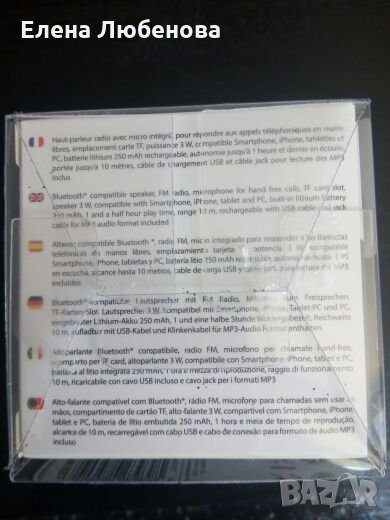 Елена Любенова
Haut-parleur radio avec micro intégré, pour répondre aux appels téléphoniques en mains
libres, emplacement carte TF, puissance 3 W, compatible Smartphone, iPhone, tablettes et
PC, batterie lithium 250 mAh rechargeable, autonomie jusqu'à 1 heure et demie en écoute,
portée jusqu'à 10 mètres, câble de chargement USB et câble jack pour lecture des MP3
inclus
Bluetooth® compatible speaker, FM radio, microphone for hand free calls, TF card slot,
speaker 3 W, compatible with Smartphone, iPhone, tablet and PC, built-in lithium battery
250 mAh, 1 and a half hour play time, range 10 m, rechargeable with USB cable and jack
cable for MP3 audio format included
Altavoz compatible Bluetooth®, radio FM, micro integrado para responder a las llamadas
telefónicas en manos libres, emplazamiento tarjeta potencia 3 W, compatible
Smartphone, iPhone, tabletas y PC, batería litio 250 mAh recargable, autonomía hasta
en escucha, alcance hasta 10 metros, cable de carga USB y cable jack para lectura de MP3
incluidos
Bluetooth® kompatibler Lautsprecher mit FM Radio, Mikrofon zum Freisprechen,
TF-Karten-Slot, Lautsprecher 3 W, kompatibel mit Smartphone, iPhone, Tablet-PC und PC,
eingebauter Lithium-Akku 250 mAh, 1 und eine halbe Stunde Wiedergabezeit, Reichweite
10 m, aufladbar mit USB-Kabel und Klinkenkabel für MP3-Audio Format enthalten
Altoparlante Bluetooth® compatibile, radio FM, microfono per chiamate hand-free,
scomparto per TF card, altoparlante 3 W, compatibile con Smartphone, iPhone, tablet e PC,
batteria al litio integrata 250 mAh, 1 ora e mezza di riproduzione, raggio di funzionamento
10 m, ricaricabile con cavo USB incluso e cavo jack per i formati MP3
Alto-falante compatível com Bluetooth®, rádio FM, microfone para chamadas sem usar as
mãos, compartimento de cartão TF, alto-falante 3 W, compartível com Smartphone, iPhone,
tablet e PC, bateria de lítio embutida 250 mAh, 1 hora e meia de tempo de reprodução,
alcance de 10 m, recarregável com cabo USB e cabo de conexão para formato de áudio MP3
incluso
BAZAR